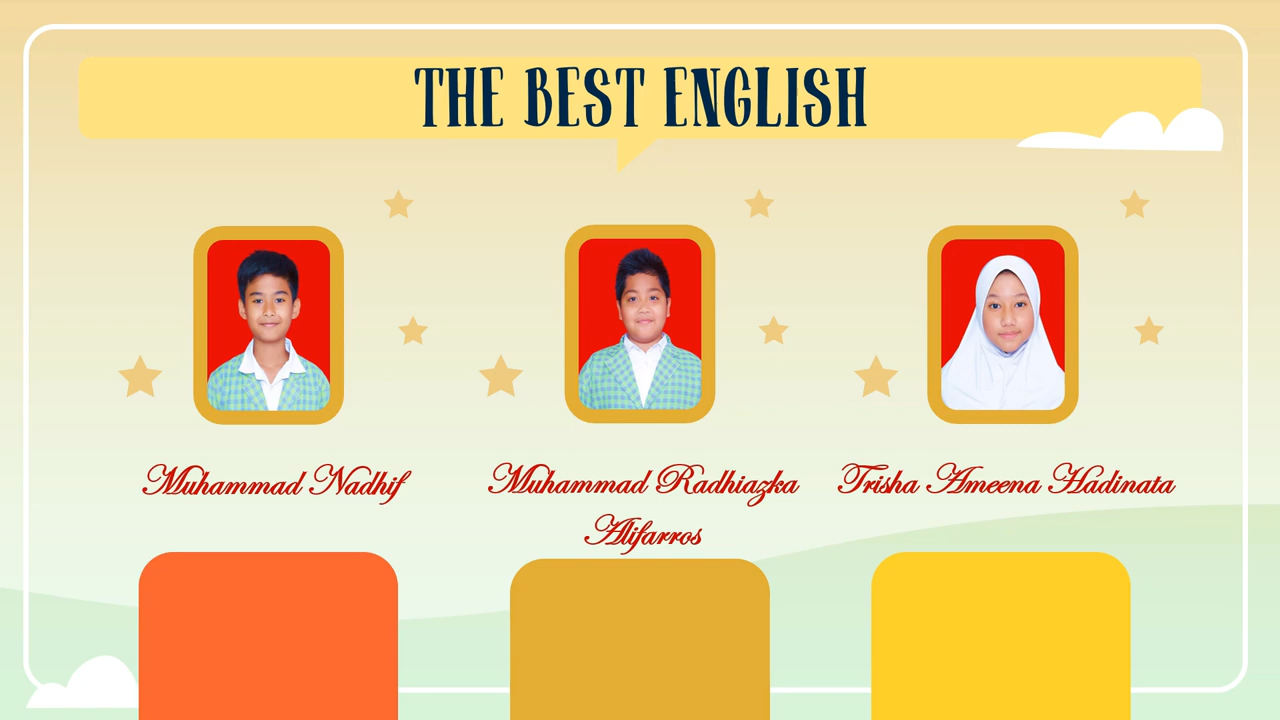 THE BEST ENGLISH
Muhammad Nadhif
Muhammad Radhiazka
Alifarros
Trisha Ameena Hadinata